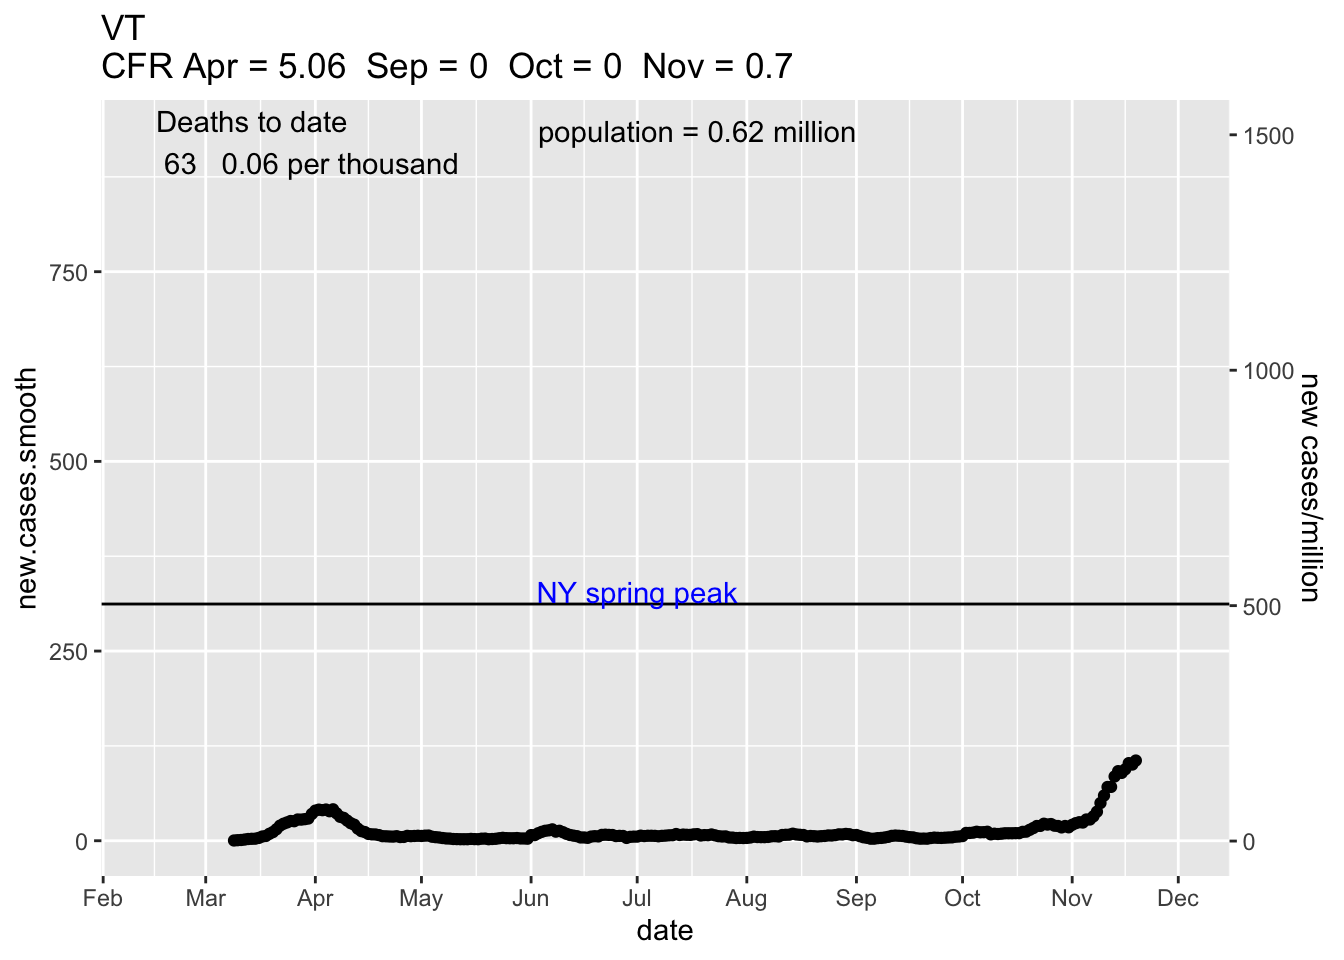 VT
CFR Apr = 5.06  Sep = 0  Oct = 0  Nov = 0.7
Deaths to date
63   0.06 per thousand
population = 0.62 million
1500
1000
500
0
750
500
250
0
new.cases.smooth
new cases/million
NY spring peak
Feb Mar Apr May Jun Jul Aug Sep Oct Nov Dec
date